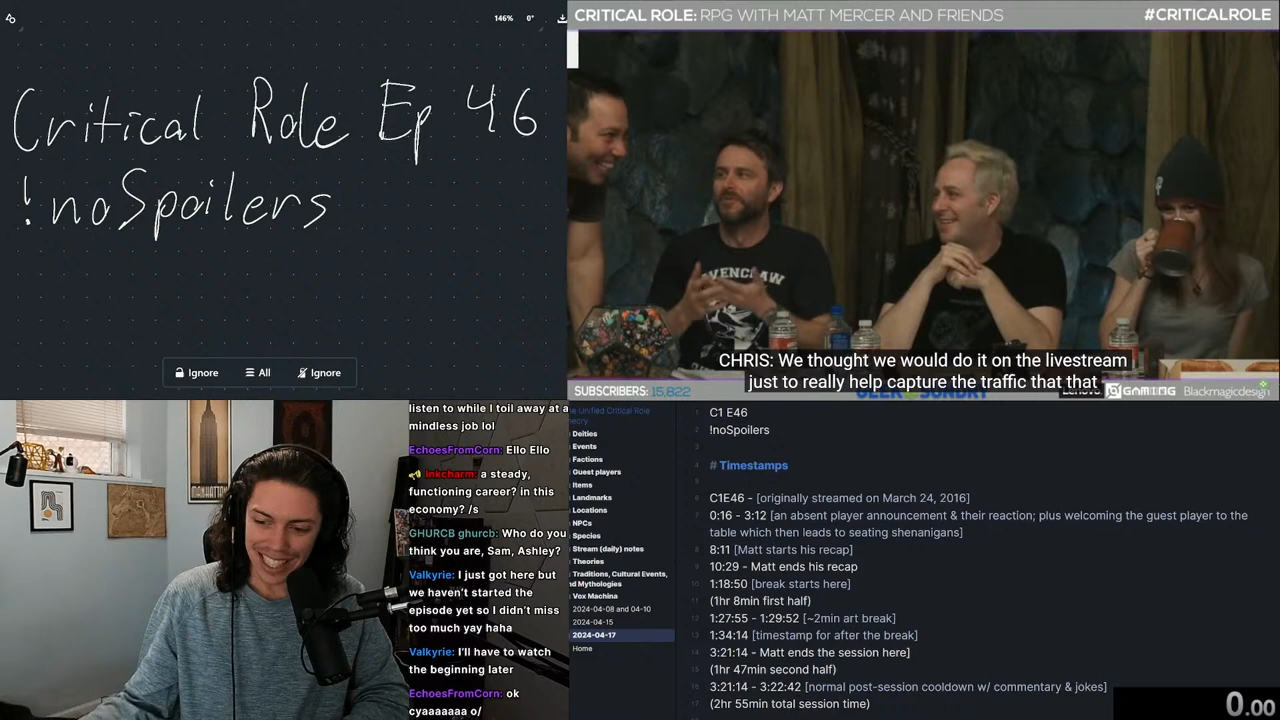 146%
0°
Critical Role Ep 46
!noSpoilers
Ignore
All
Ignore
CRITICAL ROLE: RPG WITH MATT MERCER AND FRIENDS
#CRITICALROLE
CHRIS: We thought we would do it on the livestream
just to really help capture the traffic that that
SUBSCRIBERS: 15,822
GEEK & SUNDRY
Lenovo
GAMING
Blackmagicdesign
MANHATTAN
listen to while I toil away at a
mindless job lol
EchoesFromCorn: Ello Ello
inkcharm: a steady,
functioning career? in this
economy? /s
GHURCB ghurcb: Who do you
think you are, Sam, Ashley?
Valkyrie: I just got here but
we haven't started the
episode yet so I didn't miss
too much yay haha
Valkyrie: I'll have to watch
the beginning later
EchoesFromCorn: ok
cyaaaaaa o/
Unified Critical Role
Deities
Events
Factions
Guest players
Items
Landmarks
Locations
NPCs
Species
Stream (daily) notes
Theories
Traditions, Cultural Events,
and Mythologies
Vox Machina
2024-04-08 and 04-10
2024-04-15
2024-04-17
Home
C1 E46
!noSpoilers
# Timestamps
C1E46 - [originally streamed on March 24, 2016]
0:16 - 3:12 [an absent player announcement & their reaction; plus welcoming the guest player to the
table which then leads to seating shenanigans]
8:11 [Matt starts his recap]
10:29 - Matt ends his recap
1:18:50 [break starts here]
(1hr 8min first half)
1:27:55 - 1:29:52 [~2min art break]
1:34:14 [timestamp for after the break]
3:21:14 - Matt ends the session here]
(1hr 47min second half)
3:21:14 - 3:22:42 [normal post-session cooldown w/ commentary & jokes]
(2hr 55min total session time)
0.00